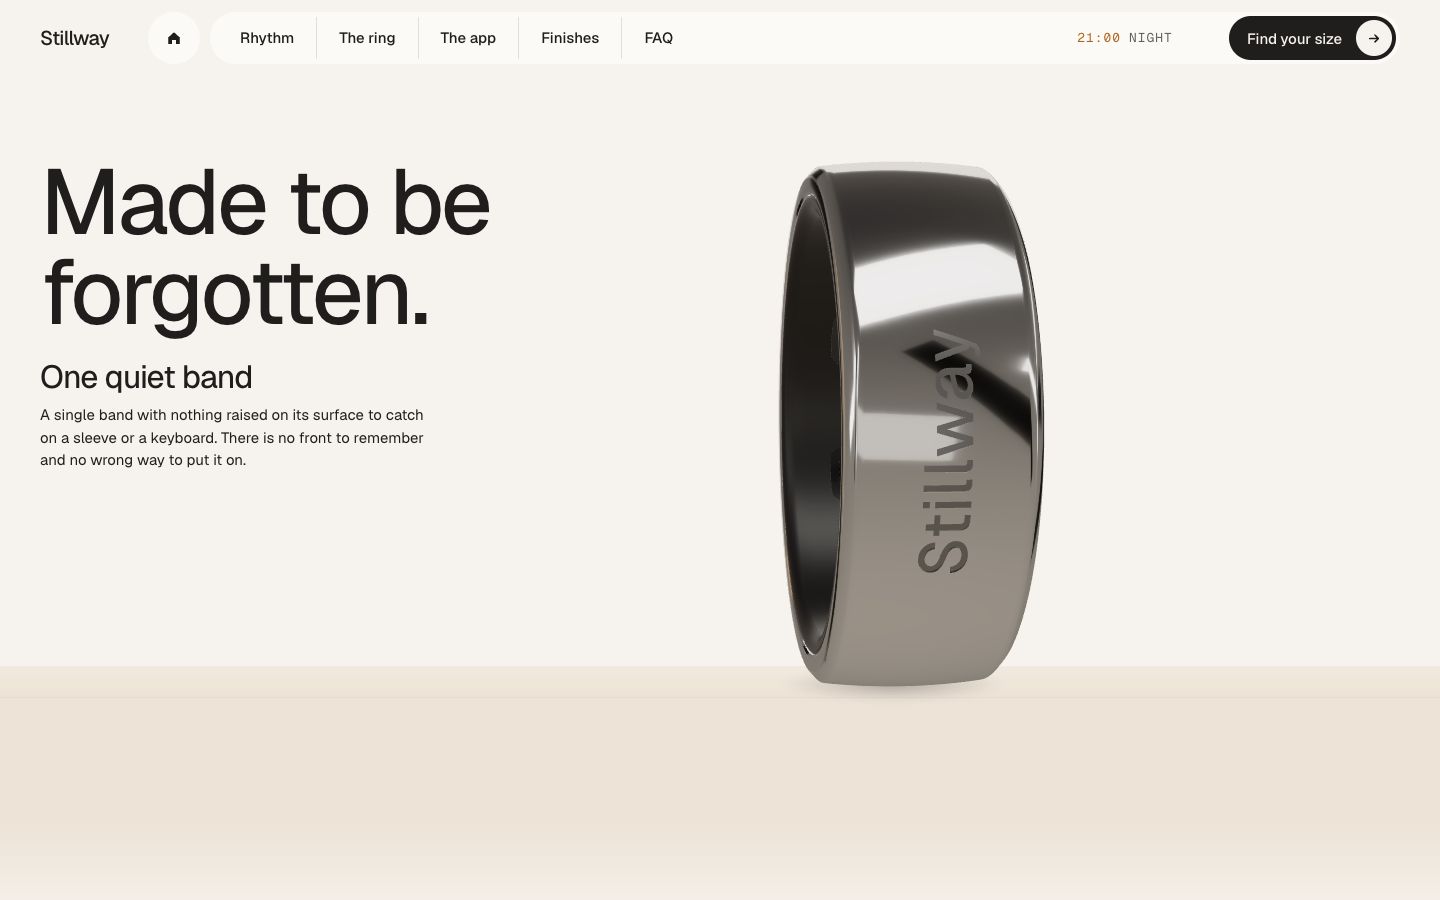 Stillway
Rhythm
The ring
The app
Finishes
FAQ
21:00 NIGHT
Find your size
Made to be
forgotten.
One quiet band
A single band with nothing raised on its surface to catch
on a sleeve or a keyboard. There is no front to remember
and no wrong way to put it on.
Stillway